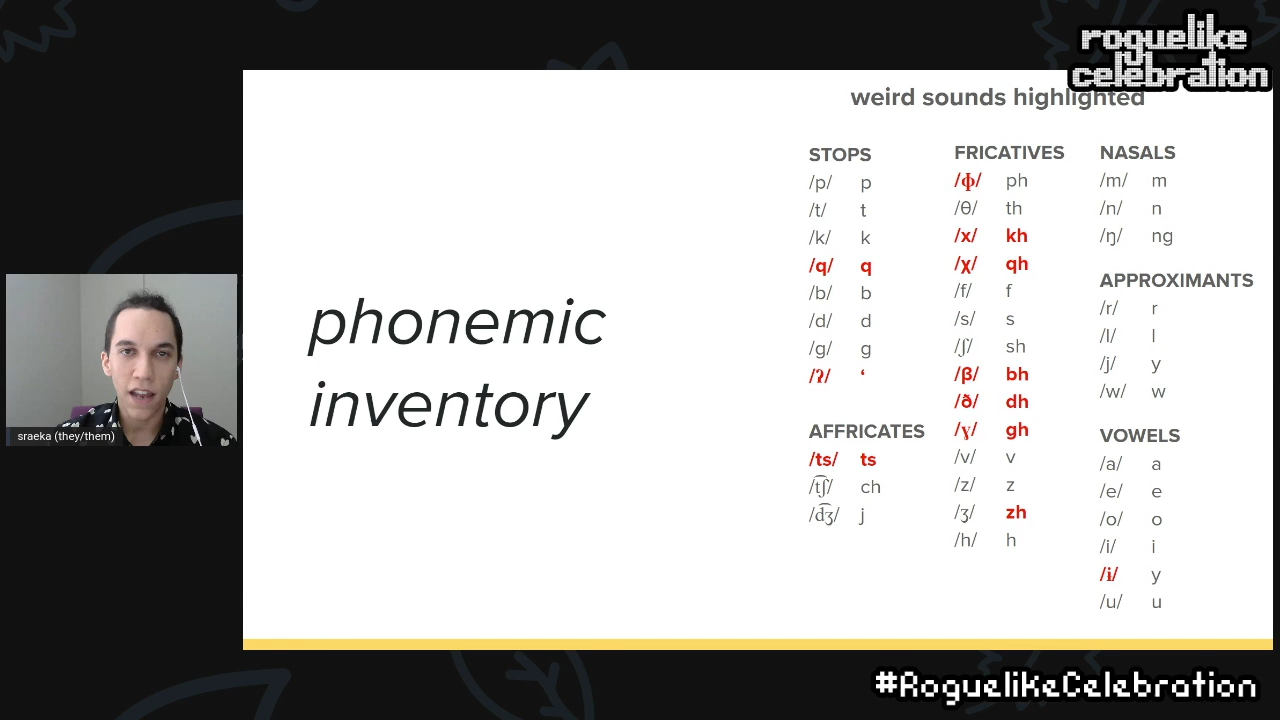 roguelike
celebration
weird sounds highlighted
phonemic
inventory
STOPS
/p/ p
/t/ t
/k/ k
/q/ q
/b/ b
/d/ d
/g/ g
/ʔ/ ‘
AFFRICATES
/ts/ ts
/t͡ʃ/ ch
/d͡ʒ/ j
FRICATIVES
/ɸ/ ph
/θ/ th
/x/ kh
/χ/ qh
/f/ f
/s/ s
/ʃ/ sh
/β/ bh
/ð/ dh
/ɣ/ gh
/v/ v
/z/ z
/ʒ/ zh
/h/ h
NASALS
/m/ m
/n/ n
/ŋ/ ng
APPROXIMANTS
/r/ r
/l/ l
/j/ y
/w/ w
VOWELS
/a/ a
/e/ e
/o/ o
/i/ i
/ɨ/ y
/u/ u
sraeka (they/them)
#RoguelikeCelebration